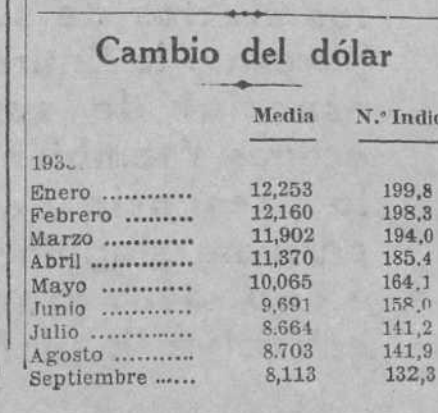 Cambio del dólar
Media N.º Indic
Enero ............ 12,253 199,8
Febrero ......... 12,160 198,3
Marzo ............ 11,902 194,0
Abril .............. 11,370 185,4
Mayo ............ 10,065 164,1
Junio ............ 9,691 158,0
Julio .............. 8.664 141,2
Agosto ........... 8.703 141,9
Septiembre ...... 8,113 132,3